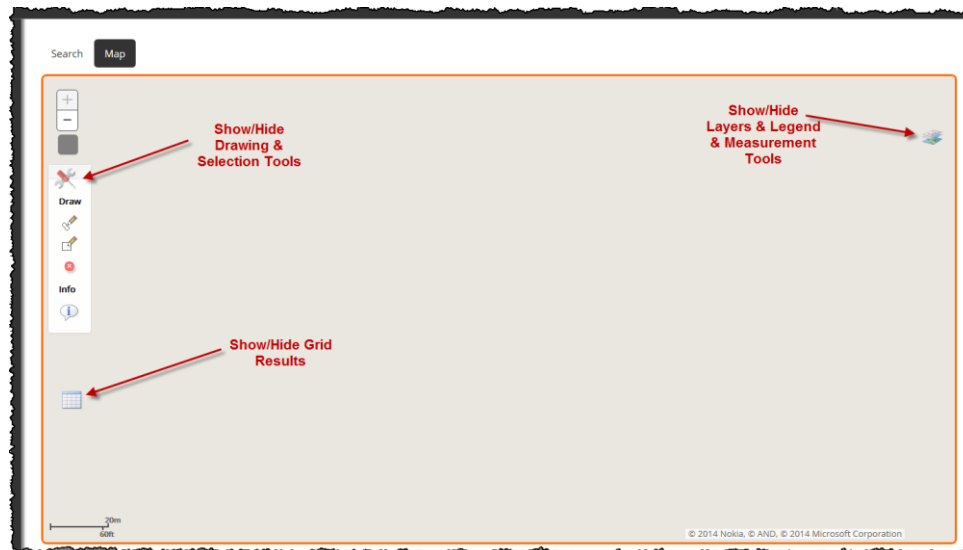 Search
Map
+
−
Show/Hide
Drawing &
Selection Tools
Show/Hide
Layers & Legend
& Measurement
Tools
Draw
Info
Show/Hide Grid
Results
20m
60ft
© 2014 Nokia, © AND, © 2014 Microsoft Corporation